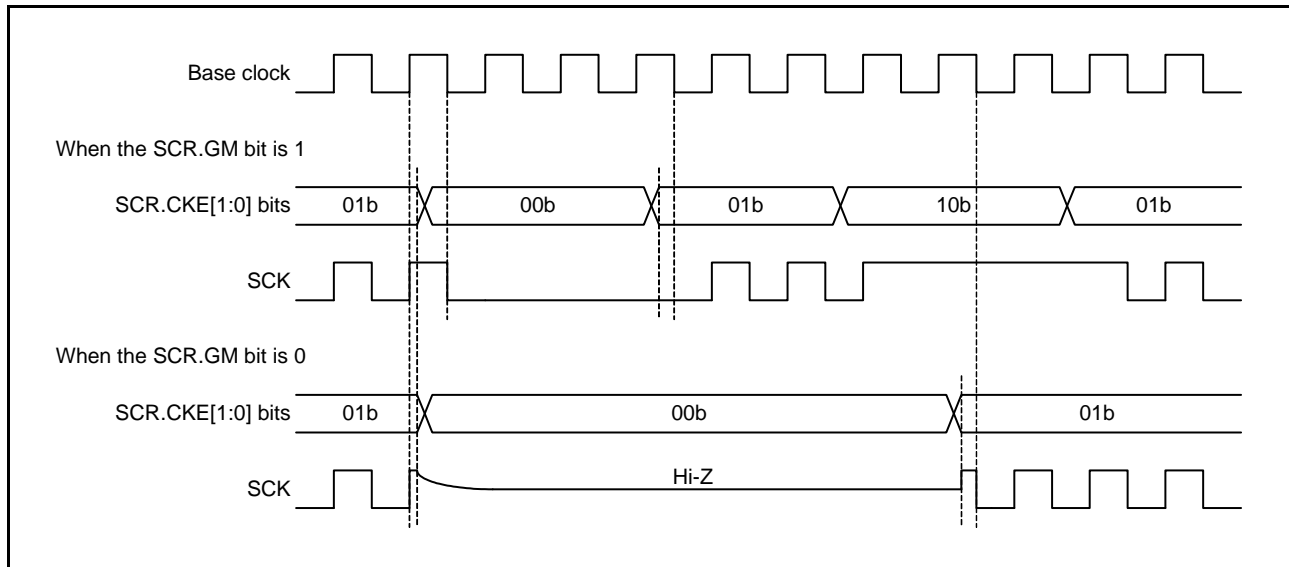 Base clock
When the SCR.GM bit is 1
SCR.CKE[1:0] bits 01b 00b 01b 10b 01b
SCK
When the SCR.GM bit is 0
SCR.CKE[1:0] bits 01b 00b 01b
SCK Hi-Z